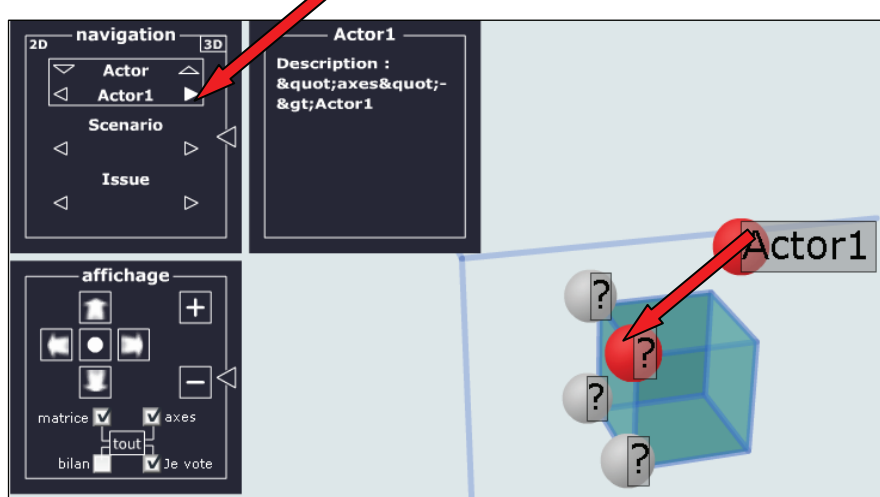 navigation
2D
3D
Actor
Actor1
Scenario
Issue
Actor1
Description :
&quot;axes&quot;-
&gt;Actor1
affichage
+
−
matrice
axes
tout
bilan
Je vote
Actor1
?
?
?
?